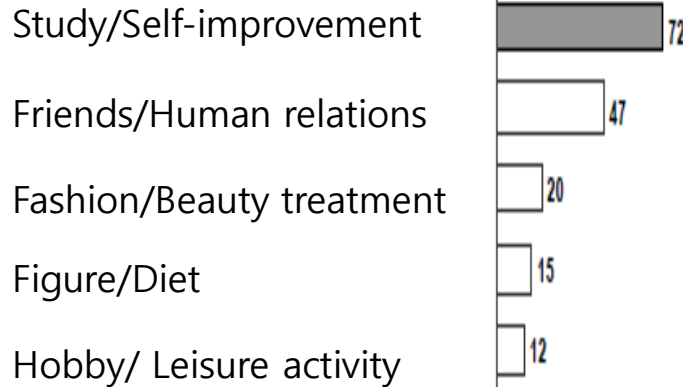 Study/Self-improvement 72
Friends/Human relations 47
Fashion/Beauty treatment 20
Figure/Diet 15
Hobby/ Leisure activity 12